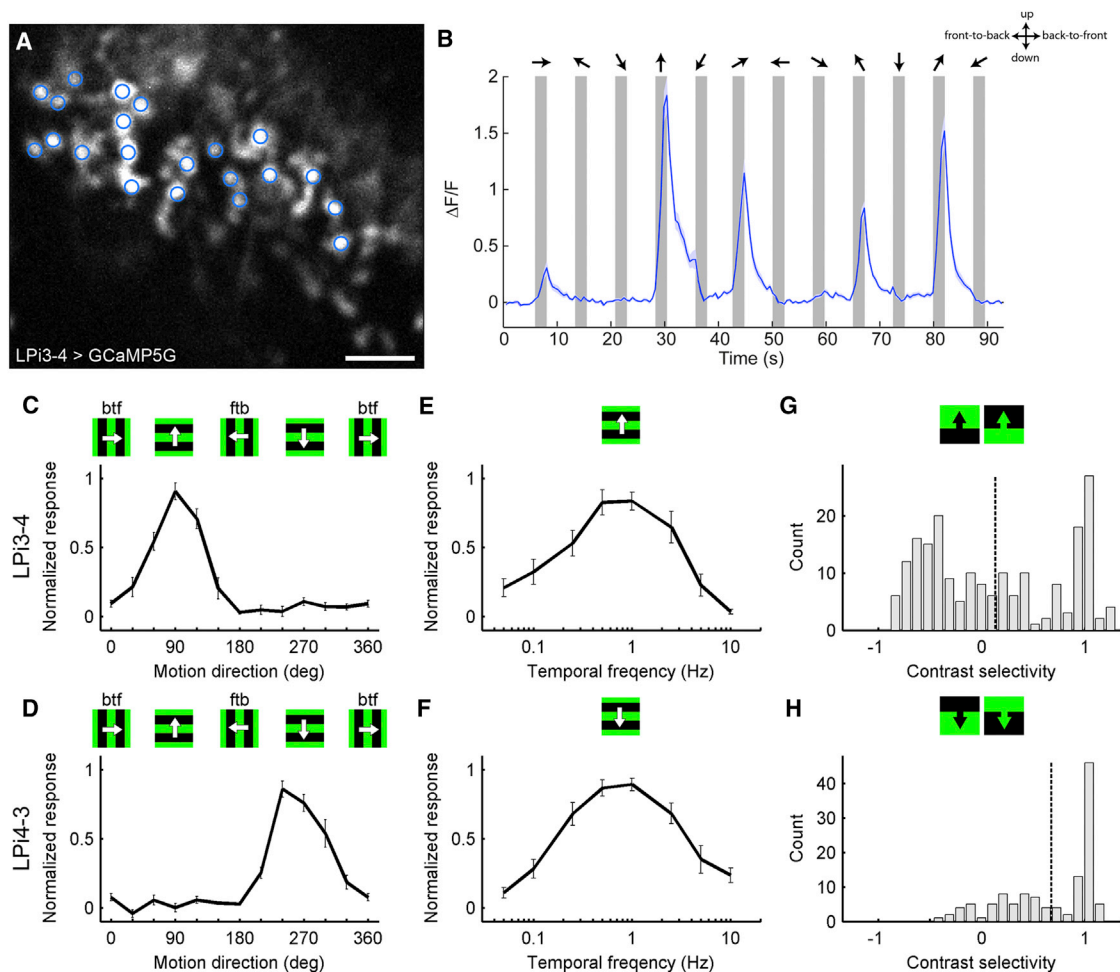 A
LPi3-4 > GCaMP5G
B
up
front-to-back back-to-front
down
ΔF/F
2
1.5
1
0.5
0
0 10 20 30 40 50 60 70 80 90
Time (s)
C
btf ftb btf
LPi3-4
Normalized response
1
0.5
0
0 90 180 270 360
Motion direction (deg)
E
Normalized response
1
0.5
0
0.1 1 10
Temporal freqency (Hz)
G
Count
20
10
0
-1 0 1
Contrast selectivity
D
btf ftb btf
LPi4-3
Normalized response
1
0.5
0
0 90 180 270 360
Motion direction (deg)
F
Normalized response
1
0.5
0
0.1 1 10
Temporal freqency (Hz)
H
Count
40
30
20
10
0
-1 0 1
Contrast selectivity